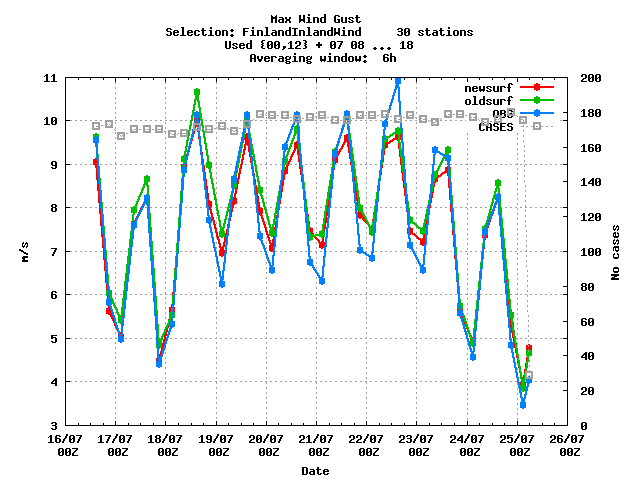 Max Wind Gust
Selection: FinlandInlandWind 30 stations
Used {00,12} + 07 08 ... 18
Averaging window: 6h
newsurf
oldsurf
OBS
CASES
11
10
9
8
7
6
5
4
3
m/s
200
180
160
140
120
100
80
60
40
20
0
No cases
16/07 17/07 18/07 19/07 20/07 21/07 22/07 23/07 24/07 25/07 26/07
00Z 00Z 00Z 00Z 00Z 00Z 00Z 00Z 00Z 00Z 00Z
Date